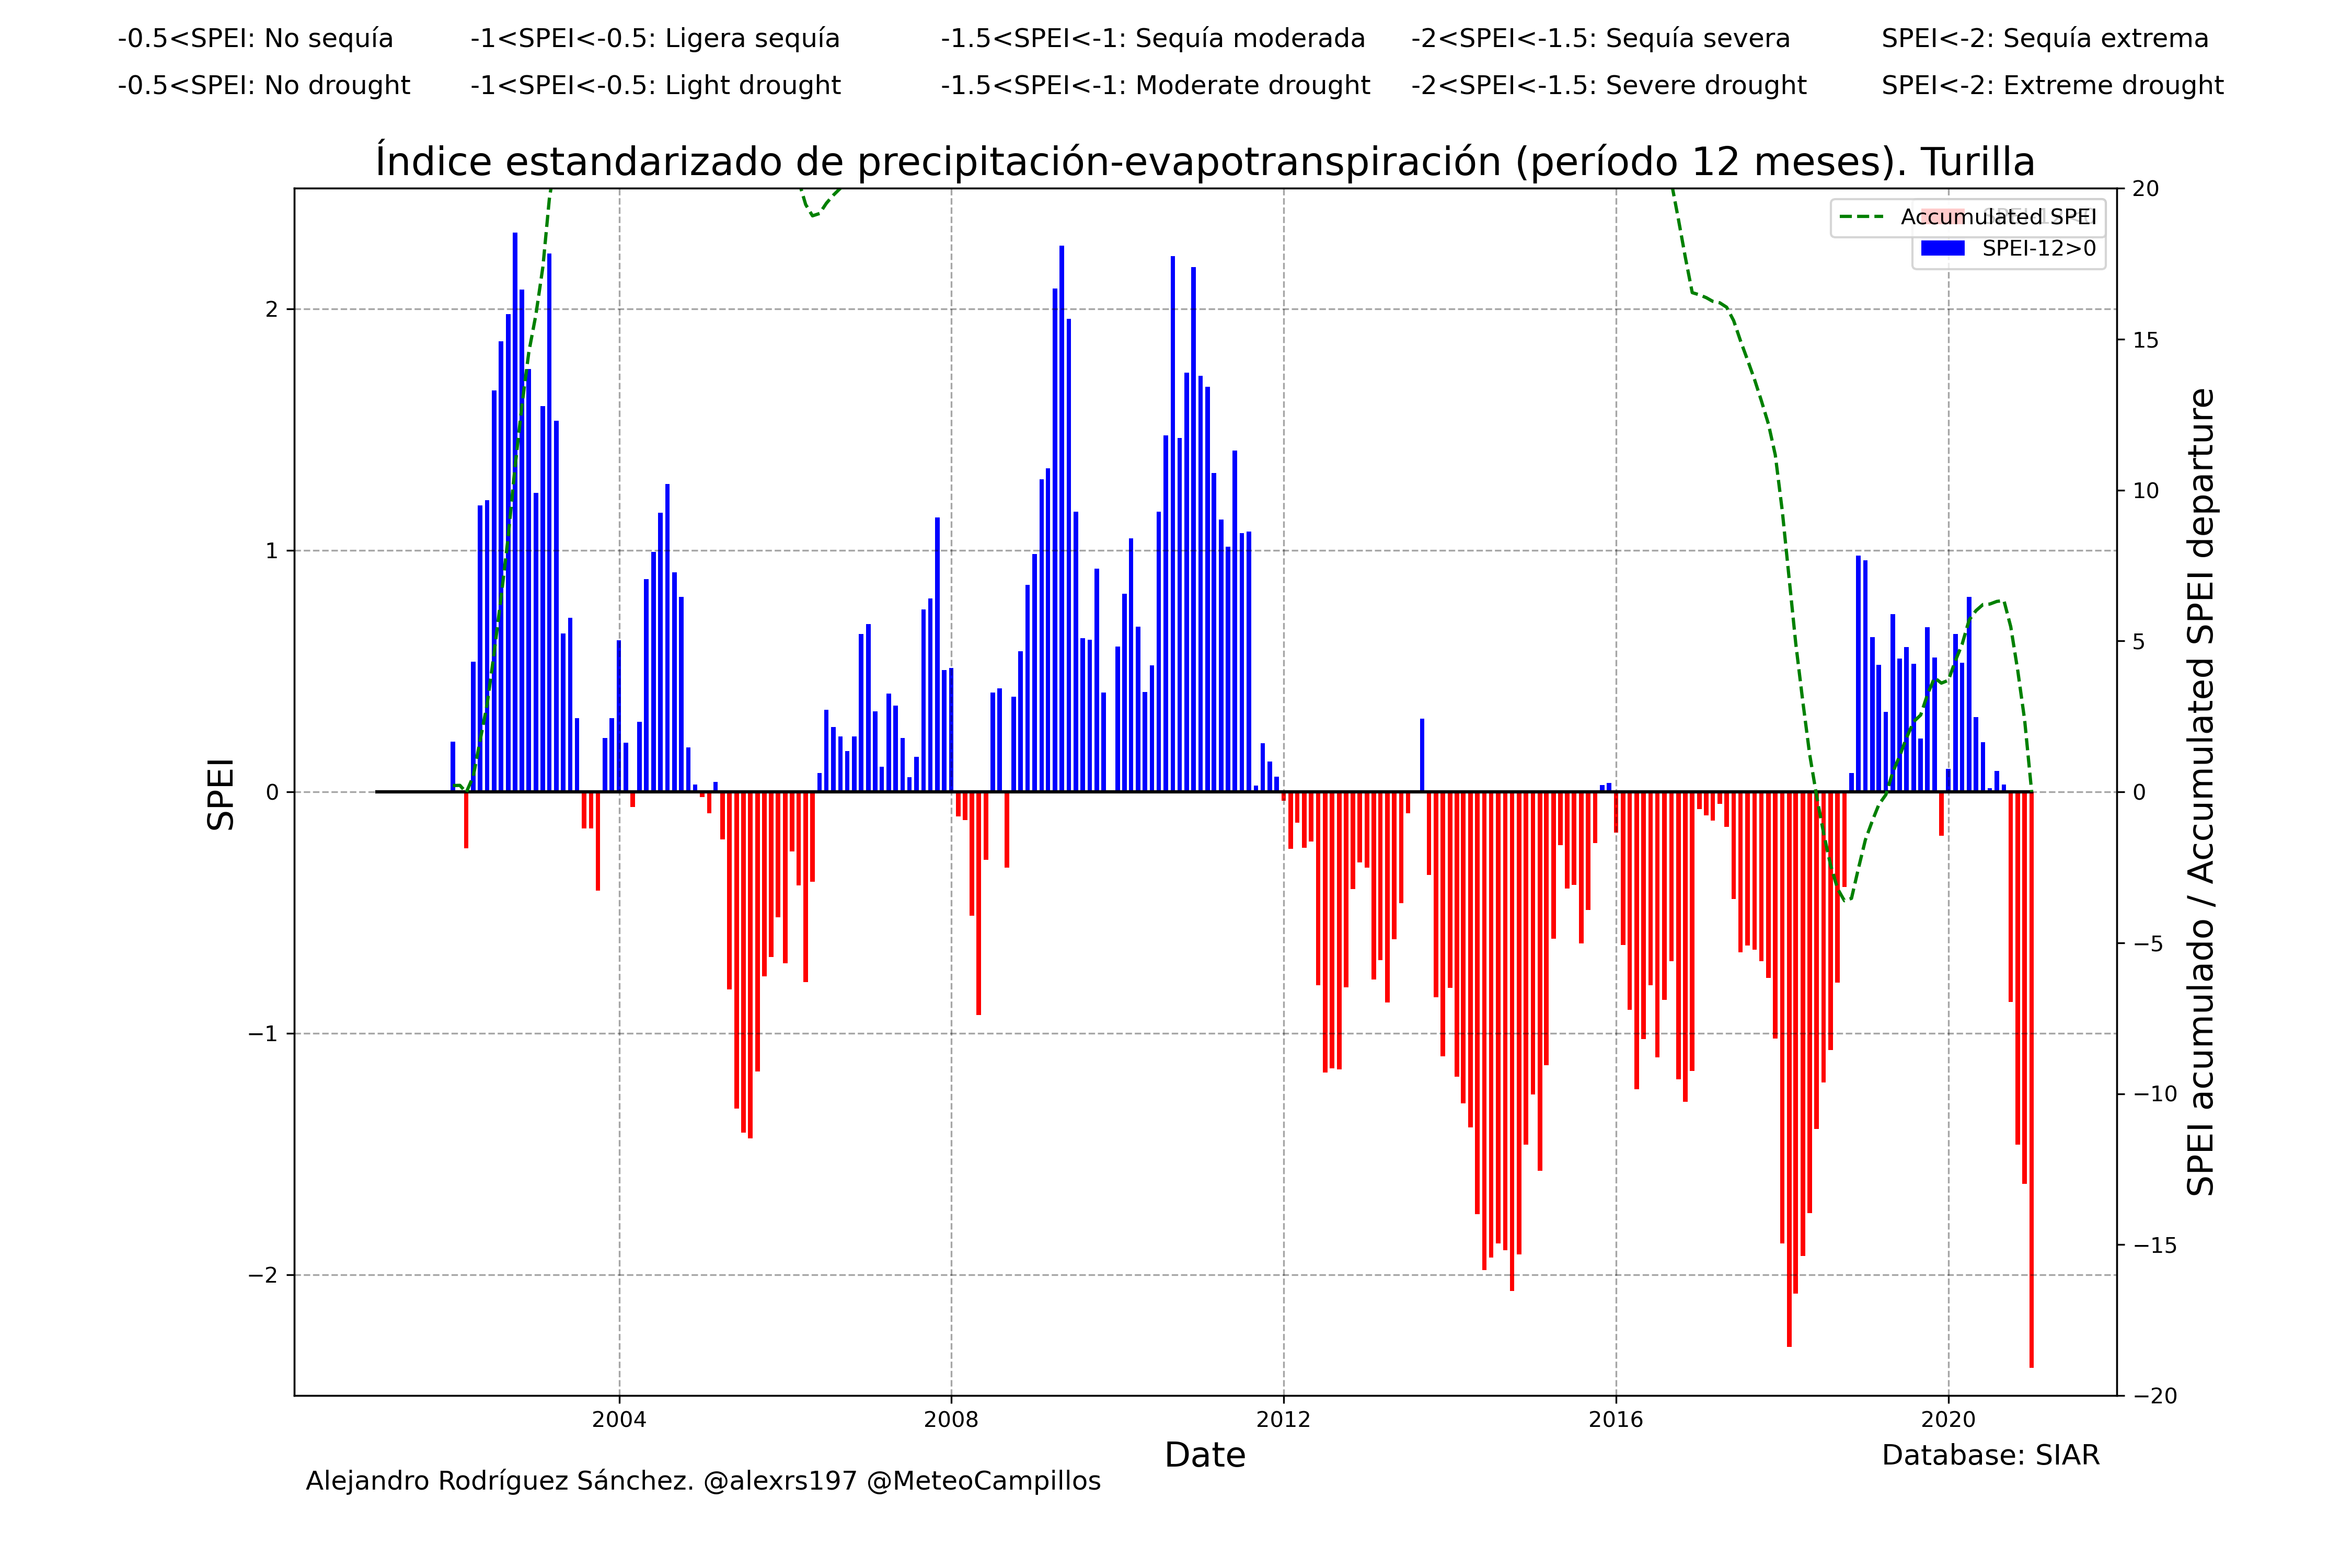 -0.5<SPEI: No sequía
-1<SPEI<-0.5: Ligera sequía
-1.5<SPEI<-1: Sequía moderada
-2<SPEI<-1.5: Sequía severa
SPEI<-2: Sequía extrema
-0.5<SPEI: No drought
-1<SPEI<-0.5: Light drought
-1.5<SPEI<-1: Moderate drought
-2<SPEI<-1.5: Severe drought
SPEI<-2: Extreme drought
Índice estandarizado de precipitación-evapotranspiración (período 12 meses). Turilla
Accumulated SPEI
SPEI-12>0
SPEI
2
1
0
−1
−2
20
15
10
5
0
−5
−10
−15
−20
SPEI acumulado / Accumulated SPEI departure
2004
2008
2012
2016
2020
Date
Database: SIAR
Alejandro Rodríguez Sánchez. @alexrs197 @MeteoCampillos